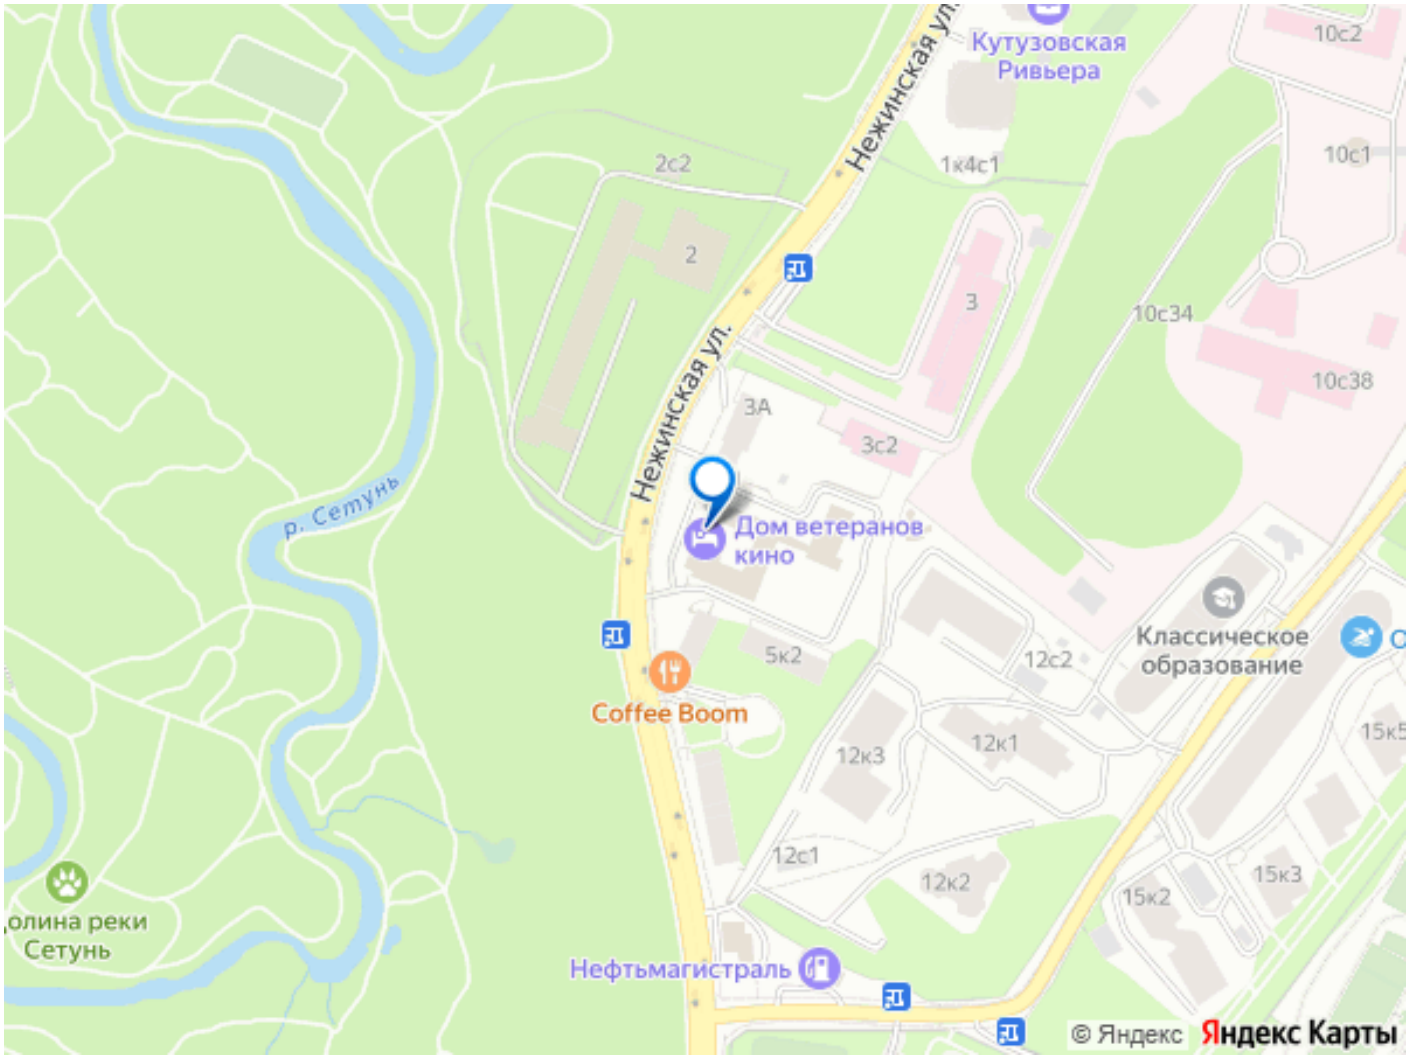 Кутузовская
Ривьера
10с2
Нежинская ул.
10с1
2с2
1к4с1
2
3
10с34
Нежинская ул.
10с38
3А
3с2
р. Сетунь
Дом ветеранов
кино
Классическое
образование
5к2
12с2
Coffee Boom
12к3
12к1
15к5
12с1
12к2
15к3
15к2
олина реки
Сетунь
Нефтьмагистраль
© Яндекс Яндекс Карты